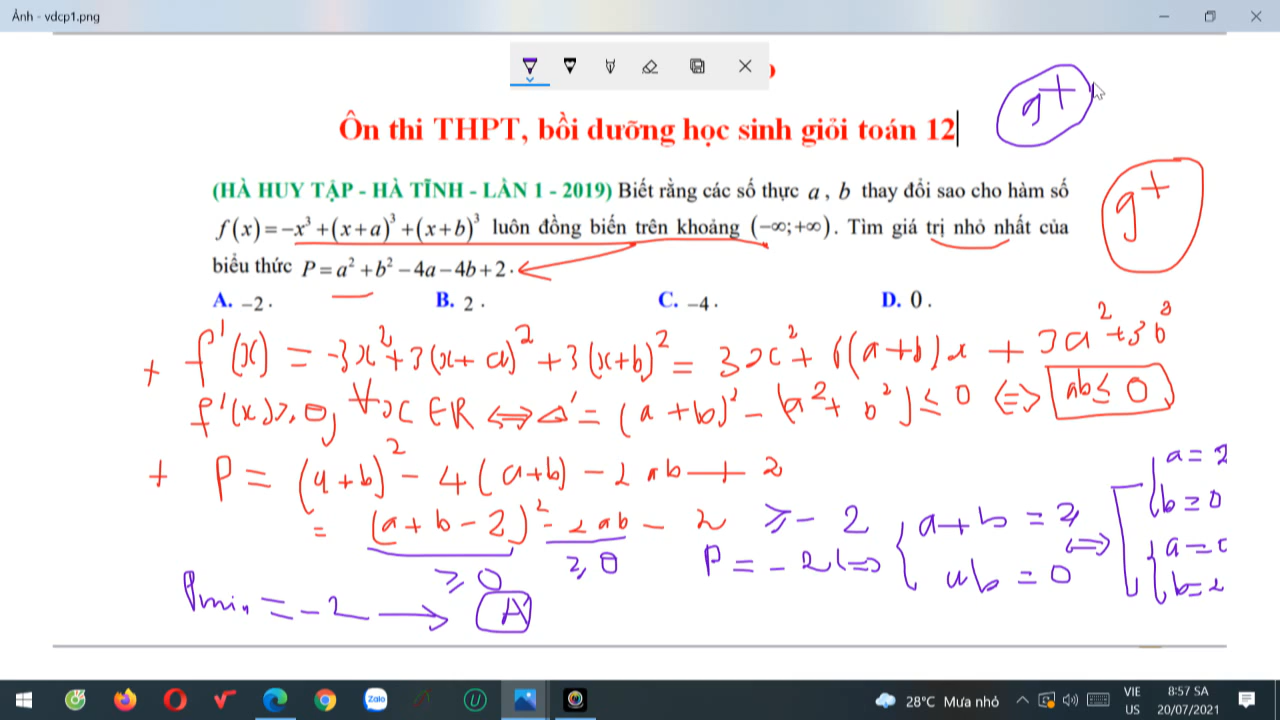 Ảnh - vdcp1.png
g+
Ôn thi THPT, bồi dưỡng học sinh giỏi toán 12
g+
(HÀ HUY TẬP - HÀ TĨNH - LẦN 1 - 2019) Biết rằng các số thực a, b thay đổi sao cho hàm số
f(x)=-x³+(x+a)³+(x+b)³ luôn đồng biến trên khoảng (-∞;+∞). Tìm giá trị nhỏ nhất của
biểu thức P=a²+b²-4a-4b+2.
A. -2. B. 2. C. -4. D. 0.
+ f'(x) = -3x²+3(x+a)²+3(x+b)² = 3x²+6(a+b)x + 3a²+3b²
f'(x)≥0, ∀x∈R ⇔ Δ' = (a+b)² - (a²+b²) ≤ 0 ⇔ ab ≤ 0
+ P = (a+b)² - 4(a+b) - 2ab + 2
= (a+b-2)² - 2ab - 2 ≥ -2
≥0 ≥0
P = -2 ⇔ { a+b = 2, ab = 0 ⇔ [ { a=2 b=0 { a=0 b=2
Pmin = -2 → A
28°C Mưa nhỏ
VIE
US
8:57 SA
20/07/2021
Zalo